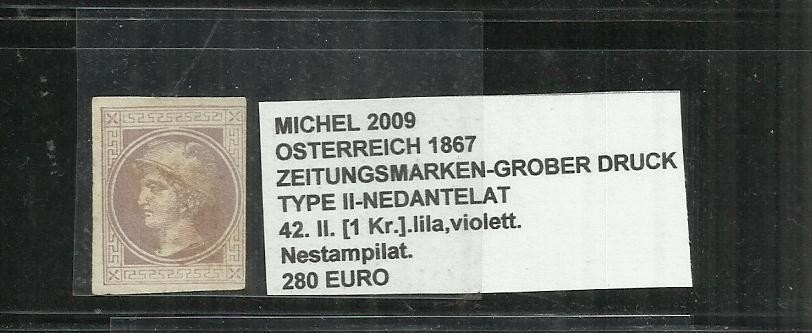 MICHEL 2009
OSTERREICH 1867
ZEITUNGSMARKEN-GROBER DRUCK
TYPE II-NEDANTELAT
42. II. [1 Kr.].lila,violett.
Nestampilat.
280 EURO